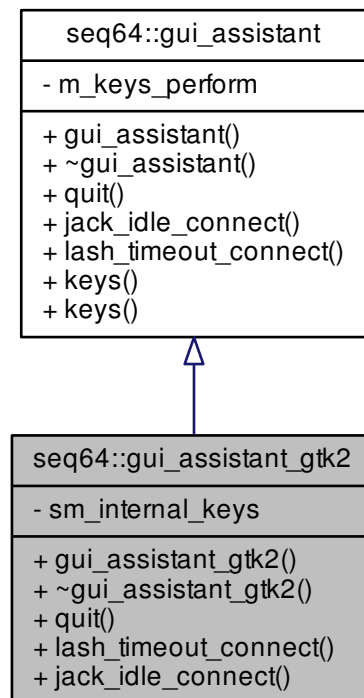 seq64::gui_assistant
- m_keys_perform
+ gui_assistant()
+ ~gui_assistant()
+ quit()
+ jack_idle_connect()
+ lash_timeout_connect()
+ keys()
+ keys()
seq64::gui_assistant_gtk2
- sm_internal_keys
+ gui_assistant_gtk2()
+ ~gui_assistant_gtk2()
+ quit()
+ lash_timeout_connect()
+ jack_idle_connect()